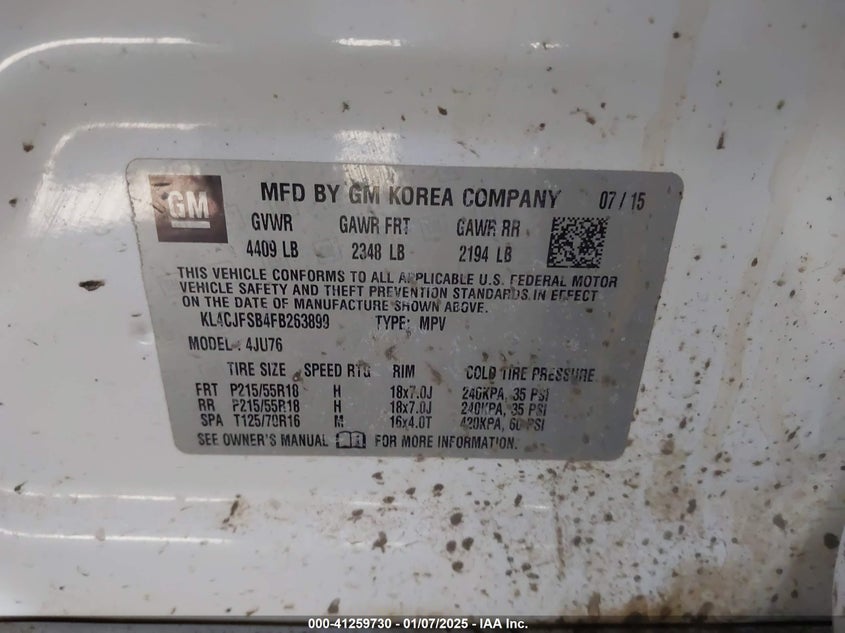 GM
MFD BY GM KOREA COMPANY 07 / 15
GVWR GAWR FRT GAWR RR
4409 LB 2348 LB 2194 LB
THIS VEHICLE CONFORMS TO ALL APPLICABLE U.S. FEDERAL MOTOR
VEHICLE SAFETY AND THEFT PREVENTION STANDARDS IN EFFECT
ON THE DATE OF MANUFACTURE SHOWN ABOVE.
KL4CJFSB4FB263899 TYPE: MPV
MODEL: 4JU76
TIRE SIZE SPEED RTG RIM COLD TIRE PRESSURE
FRT P215/55R18 H 18x7.0J 240KPA, 35 PSI
RR P215/55R18 H 18x7.0J 240KPA, 35 PSI
SPA T125/70R16 M 16x4.0T 420KPA, 60 PSI
SEE OWNER'S MANUAL FOR MORE INFORMATION.
000-41259730 - 01/07/2025 - IAA Inc.